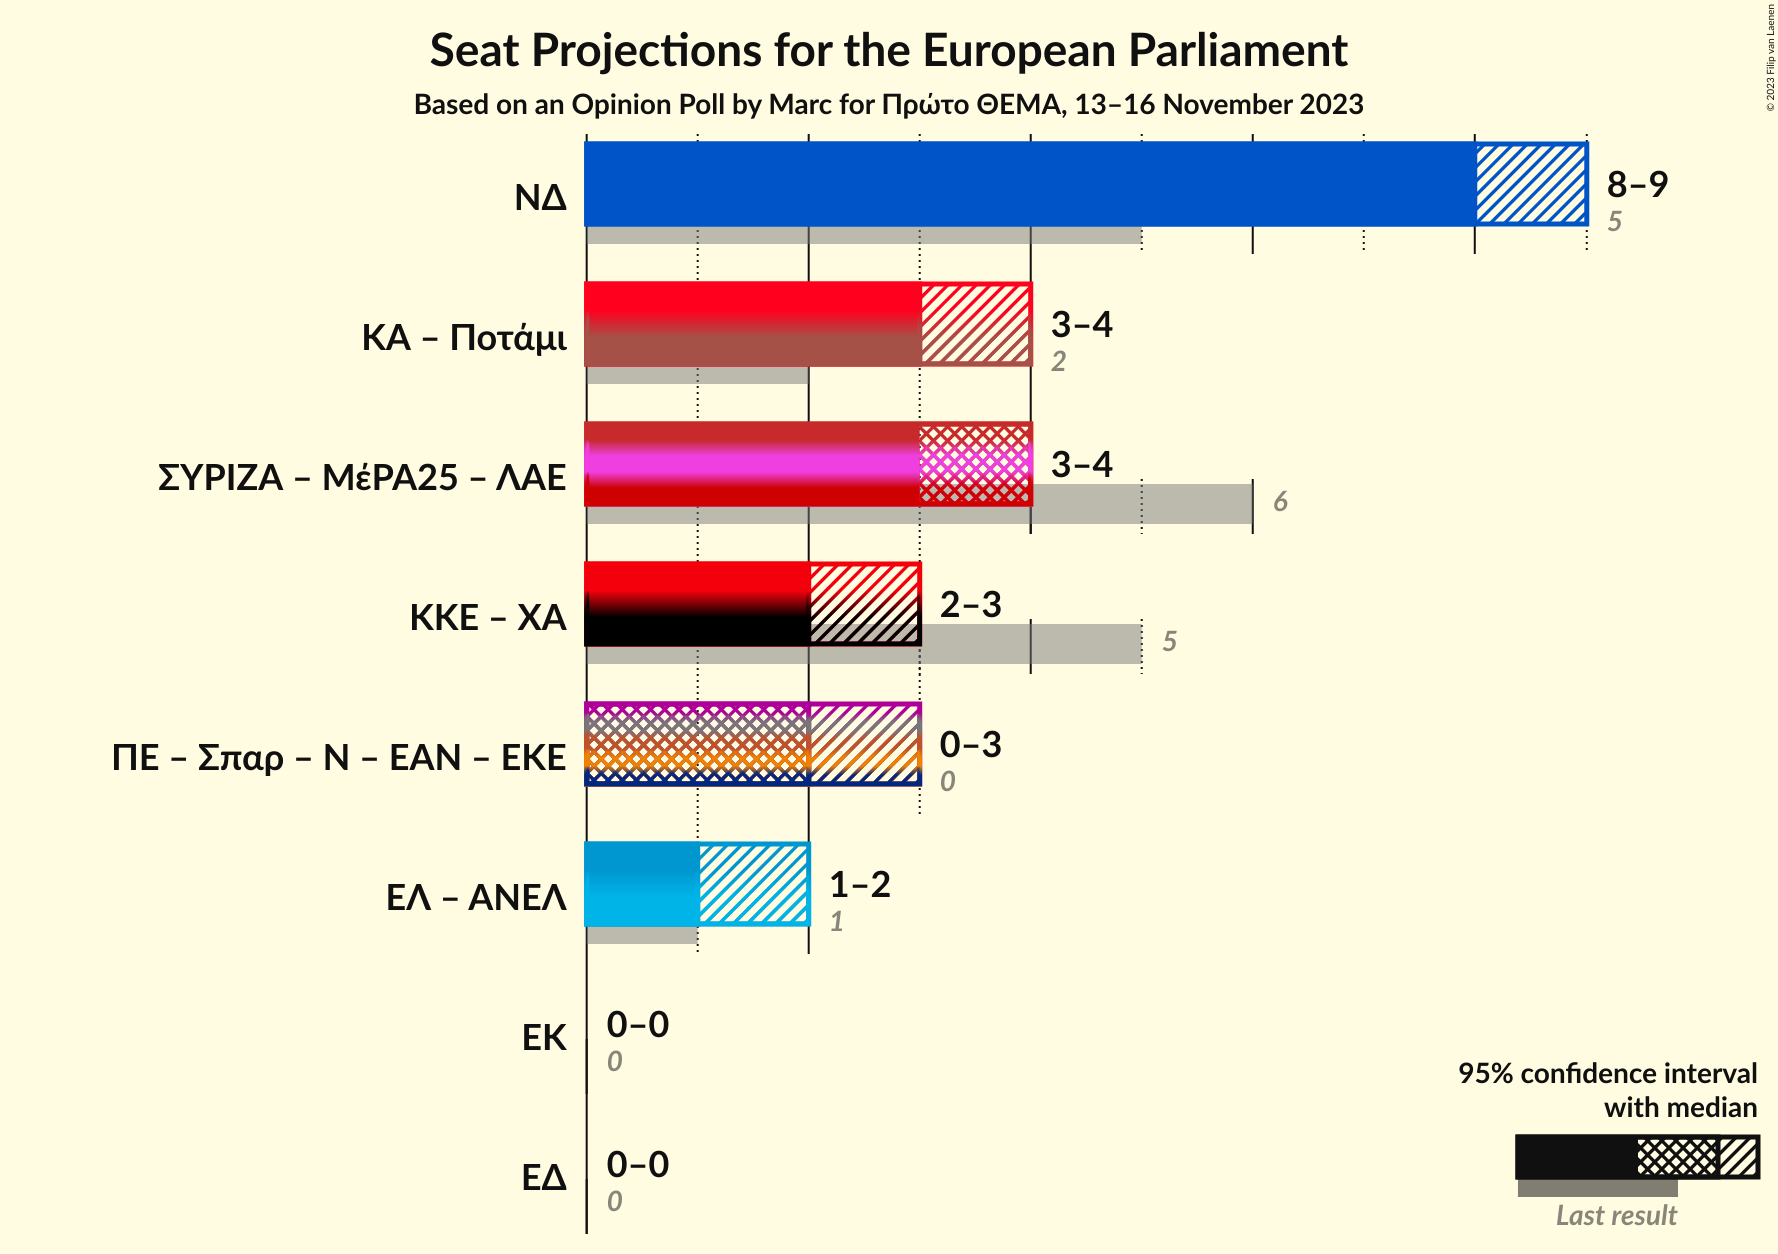 Seat Projections for the European Parliament
Based on an Opinion Poll by Marc for Πρώτο ΘΕΜΑ, 13–16 November 2023
© 2023 Filip van Laenen
ΝΔ
8–9
5
ΚΑ – Ποτάμι
3–4
2
ΣΥΡΙΖΑ – ΜέΡΑ25 – ΛΑΕ
3–4
6
ΚΚΕ – ΧΑ
2–3
5
ΠΕ – Σπαρ – Ν – ΕΑΝ – ΕΚΕ
0–3
0
ΕΛ – ΑΝΕΛ
1–2
1
ΕΚ
0–0
0
ΕΔ
0–0
0
95% confidence interval
with median
Last result